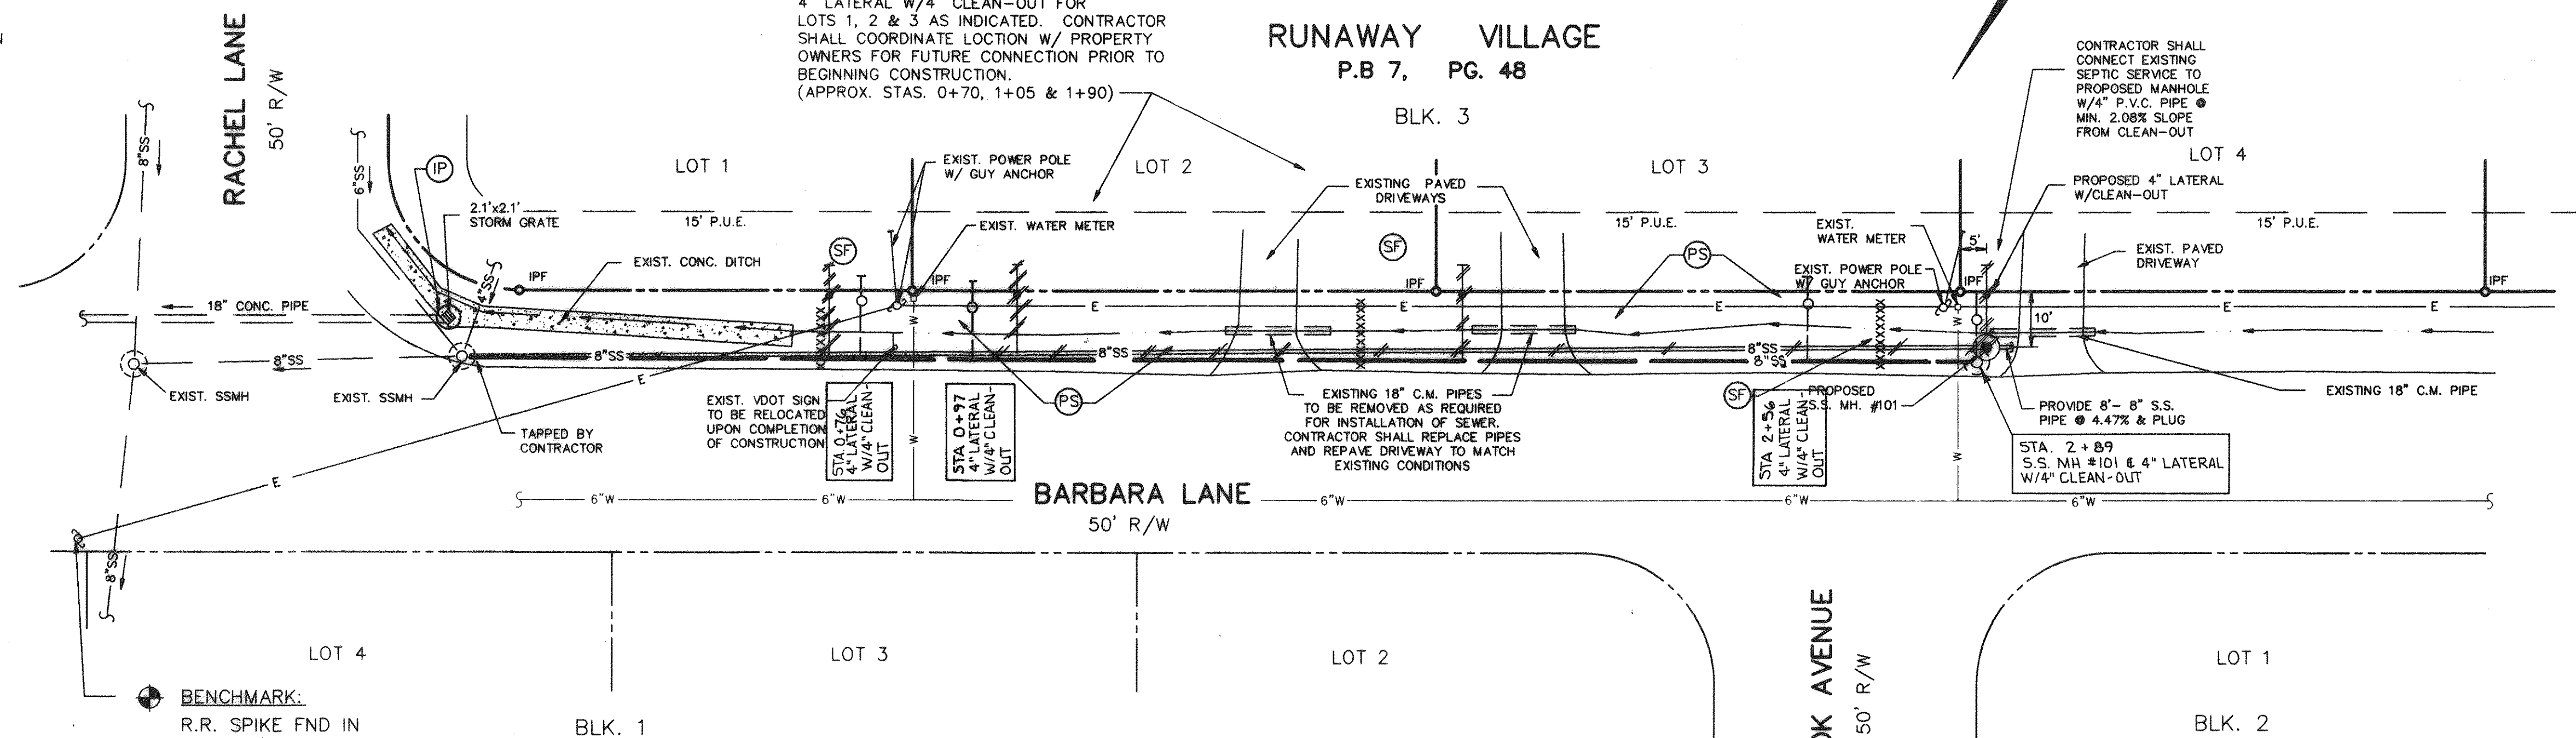 4" LATERAL W/4" CLEAN-OUT FOR
LOTS 1, 2 & 3 AS INDICATED. CONTRACTOR
SHALL COORDINATE LOCTION W/ PROPERTY
OWNERS FOR FUTURE CONNECTION PRIOR TO
BEGINNING CONSTRUCTION.
(APPROX. STAS. 0+70, 1+05 & 1+90)
RUNAWAY VILLAGE
P.B 7, PG. 48
BLK. 3
CONTRACTOR SHALL
CONNECT EXISTING
SEPTIC SERVICE TO
PROPOSED MANHOLE
W/4" P.V.C. PIPE @
MIN. 2.08% SLOPE
FROM CLEAN-OUT
RACHEL LANE
50' R/W
8"SS
6"SS
IP
LOT 1
EXIST. POWER POLE
W/ GUY ANCHOR
LOT 2
EXISTING PAVED
DRIVEWAYS
LOT 3
LOT 4
PROPOSED 4" LATERAL
W/CLEAN-OUT
2.1'x2.1'
STORM GRATE
15' P.U.E.
EXIST. WATER METER
15' P.U.E.
EXIST.
WATER METER
15' P.U.E.
5'
SF
SF
PS
EXIST. PAVED
DRIVEWAY
EXIST. CONC. DITCH
4"SS
IPF
IPF
IPF
EXIST. POWER POLE
W/ GUY ANCHOR
IPF
IPF
18" CONC. PIPE
E
E
E
E
E
W
W
10'
8"SS
8"SS
8"SS
8"SS
8"SS
EXIST. SSMH
EXIST. SSMH
E
TAPPED BY
CONTRACTOR
EXIST. VDOT SIGN
TO BE RELOCATED
UPON COMPLETION
OF CONSTRUCTION
STA. 0+76
4" LATERAL
W/4" CLEAN-
OUT
W
STA 0+97
4" LATERAL
W/4" CLEAN-
OUT
PS
EXISTING 18" C.M. PIPES
TO BE REMOVED AS REQUIRED
FOR INSTALLATION OF SEWER.
CONTRACTOR SHALL REPLACE PIPES
AND REPAVE DRIVEWAY TO MATCH
EXISTING CONDITIONS
SF
PROPOSED
S.S. MH. #101
STA 2+56
4" LATERAL
W/4" CLEAN-
OUT
W
EXISTING 18" C.M. PIPE
PROVIDE 8'- 8" S.S.
PIPE @ 4.47% & PLUG
STA. 2+89
S.S. MH #101 & 4" LATERAL
W/4" CLEAN-OUT
E
6"W
6"W
BARBARA LANE
6"W
6"W
50' R/W
8"SS
LOT 4
LOT 3
LOT 2
LOT 1
OK AVENUE
50' R/W
BENCHMARK:
R.R. SPIKE FND IN
BLK. 1
BLK. 2